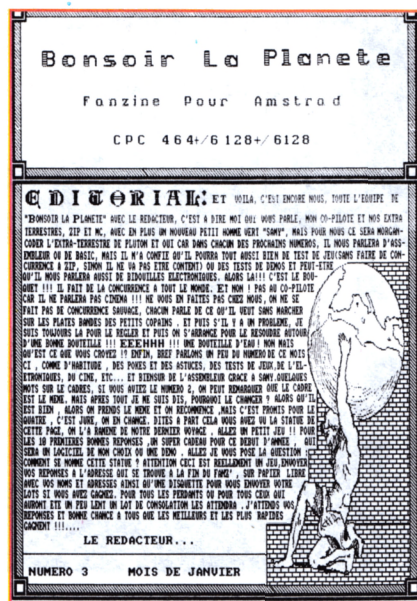 Bonsoir La Planete
Fanzine Pour Amstrad
CPC 464+/6128+/6128
EDITORIAL: ET VOILA, C'EST ENCORE NOUS, TOUTE L'EQUIPE DE
"BONSOIR LA PLANETE" AVEC LE REDACTEUR, C'EST A DIRE MOI QUI VOUS PARLE, MON CO-PILOTE ET NOS EXTRA
TERRESTRES, ZIP ET MC, AVEC EN PLUS UN NOUVEAU PETIT HOMME VERT "SAMY", MAIS POUR NOUS CE SERA MORGAN-
CODER L'EXTRA-TERRESTRE DE PLUTON ET OUI CAR DANS CHACUN DES PROCHAINS NUMEROS, IL NOUS PARLERA D'ASS-
EMBLEUR OU DE BASIC, MAIS IL N'A CONFIE QU'IL POURRA TOUT AUSSI BIEN DE TEST DE JEU(SANS FAIRE DE CON-
CURRENCE A ZIP, SINON IL ME VA PAS ETRE CONTENT) OU DES TESTS DE DEMOS ET PEUT-ETRE
QU'IL NOUS PARLERA AUSSI DE BIDOUILLES ELECTRONIQUES. ALORS LA!!! C'EST LE BOU-
QUET !!! IL FAIT DE LA CONCURRENCE A TOUT LE MONDE. ET NON ! PAS AU CO-PILOTE
CAR IL NE PARLERA PAS CINEMA !!! NE VOUS EN FAITES PAS CHEZ NOUS, ON NE SE
FAIT PAS DE CONCURRENCE SAUVAGE, CHACUN PARLE DE CE QU'IL VEUT SANS MARCHER
SUR LES PLATES BANDES DES PETITS COPAINS , ET PUIS S'IL Y A UN PROBLEME, JE
SUIS TOUJOURS LA POUR LE REGLER ET PUIS ON S'ARRANGE POUR LE RESOUDRE AUTOUR
D'UNE BONNE BOUTEILLE !!! EEEHHH !!! UNE BOUTEILLE D'EAU ! NON MAIS
QU'EST CE QUE VOUS CROYEZ !? ENFIN, BREF PARLONS UN PEU DU NUMERO DE CE MOIS
CI , COMME D'HABITUDE , DES POKES ET DES ASTUCES, DES TESTS DE JEUX,DE L'EL-
ETRONIQUES, DU CINE, ETC... ET BIENSUR DE L'ASSEMBLEUR GRACE A SAMY.QUELQUES
MOTS SUR LE CADRES, SI VOUS AVIEZ LE NUMERO 2, ON PEUT REMARQUER QUE LE CADRE
EST LE MEME. MAIS APRES TOUT JE ME SUIS DIS, POURQUOI LE CHANGER ? ALORS QU'IL
EST BIEN , ALORS ON PRENDS LE MEME ET ON RECOMMENCE ,MAIS C'EST PROMIS POUR LE
QUATRE , C'EST JURE, ON EN CHANGE. DITES A PART CELA VOUS AVEZ VU LA STATUE DE
CETTE PAGE, ON L'A RAMENE DE NOTRE DERNIER VOYAGE , ALLEZ UN PETIT JEU !! POUR
LES 10 PREMIERES BONNES REPONSES ,UN SUPER CADEAU POUR CE DEBUT D'ANNEE , QUI
SERA UN LOGICIEL DE MON CHOIX OU UNE DEMO . ALLEZ JE VOUS POSE LA QUESTION :
COMMENT SE NOMME CETTE STATUE ? ATTENTION CECI EST REELLEMENT UN JEU,ENVOYER
VOS REPONSES A L'ADRESSE QUI SE TROUVE A LA FIN DU FANZ', SUR PAPIER LIBRE
AVEC VOS NOMS ET ADRESSES AINSI QU'UNE DISQUETTE POUR VOUS ENVOYER VOTRE
LOTS SI VOUS AVEZ GAGNEZ. POUR TOUS LES PERDANTS OU POUR TOUS CEUX QUI
AURONT ETE UN PEU LENT UN LOT DE CONSOLATION LES ATTENDRA . J'ATTENDS VOS
REPONSES ET BONNE CHANCE A TOUS QUE LES MEILLEURS ET LES PLUS RAPIDES
GAGNENT !!!....
LE REDACTEUR...
NUMERO 3 MOIS DE JANVIER